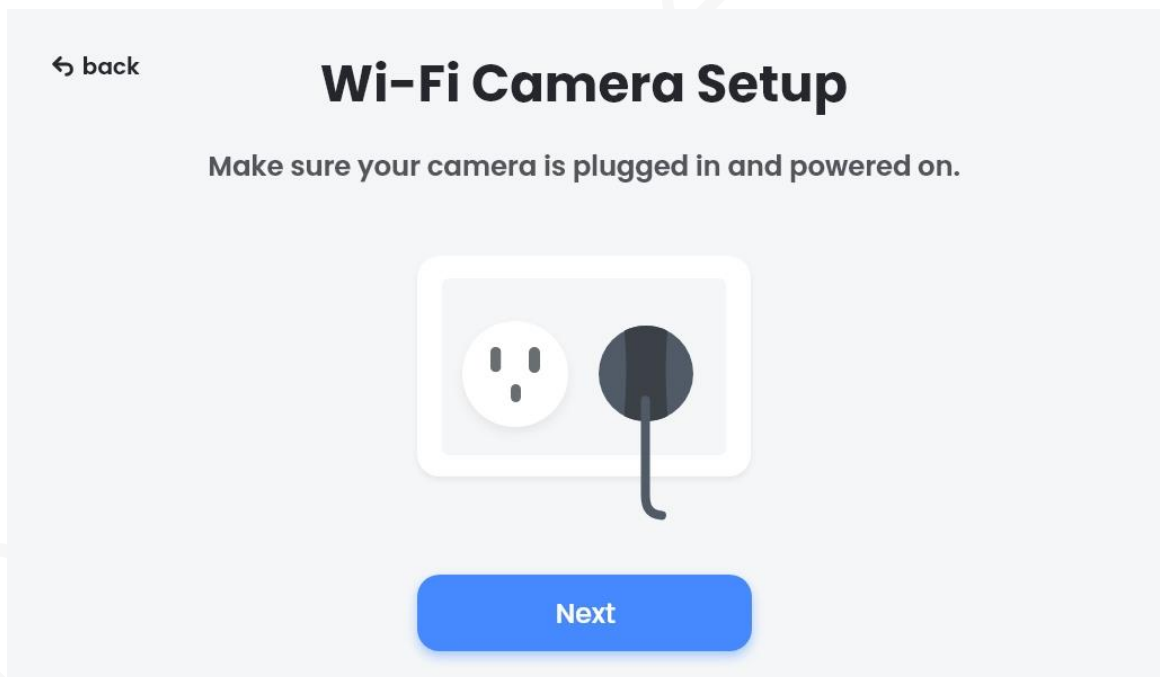 back
Wi-Fi Camera Setup
Make sure your camera is plugged in and powered on.
Next